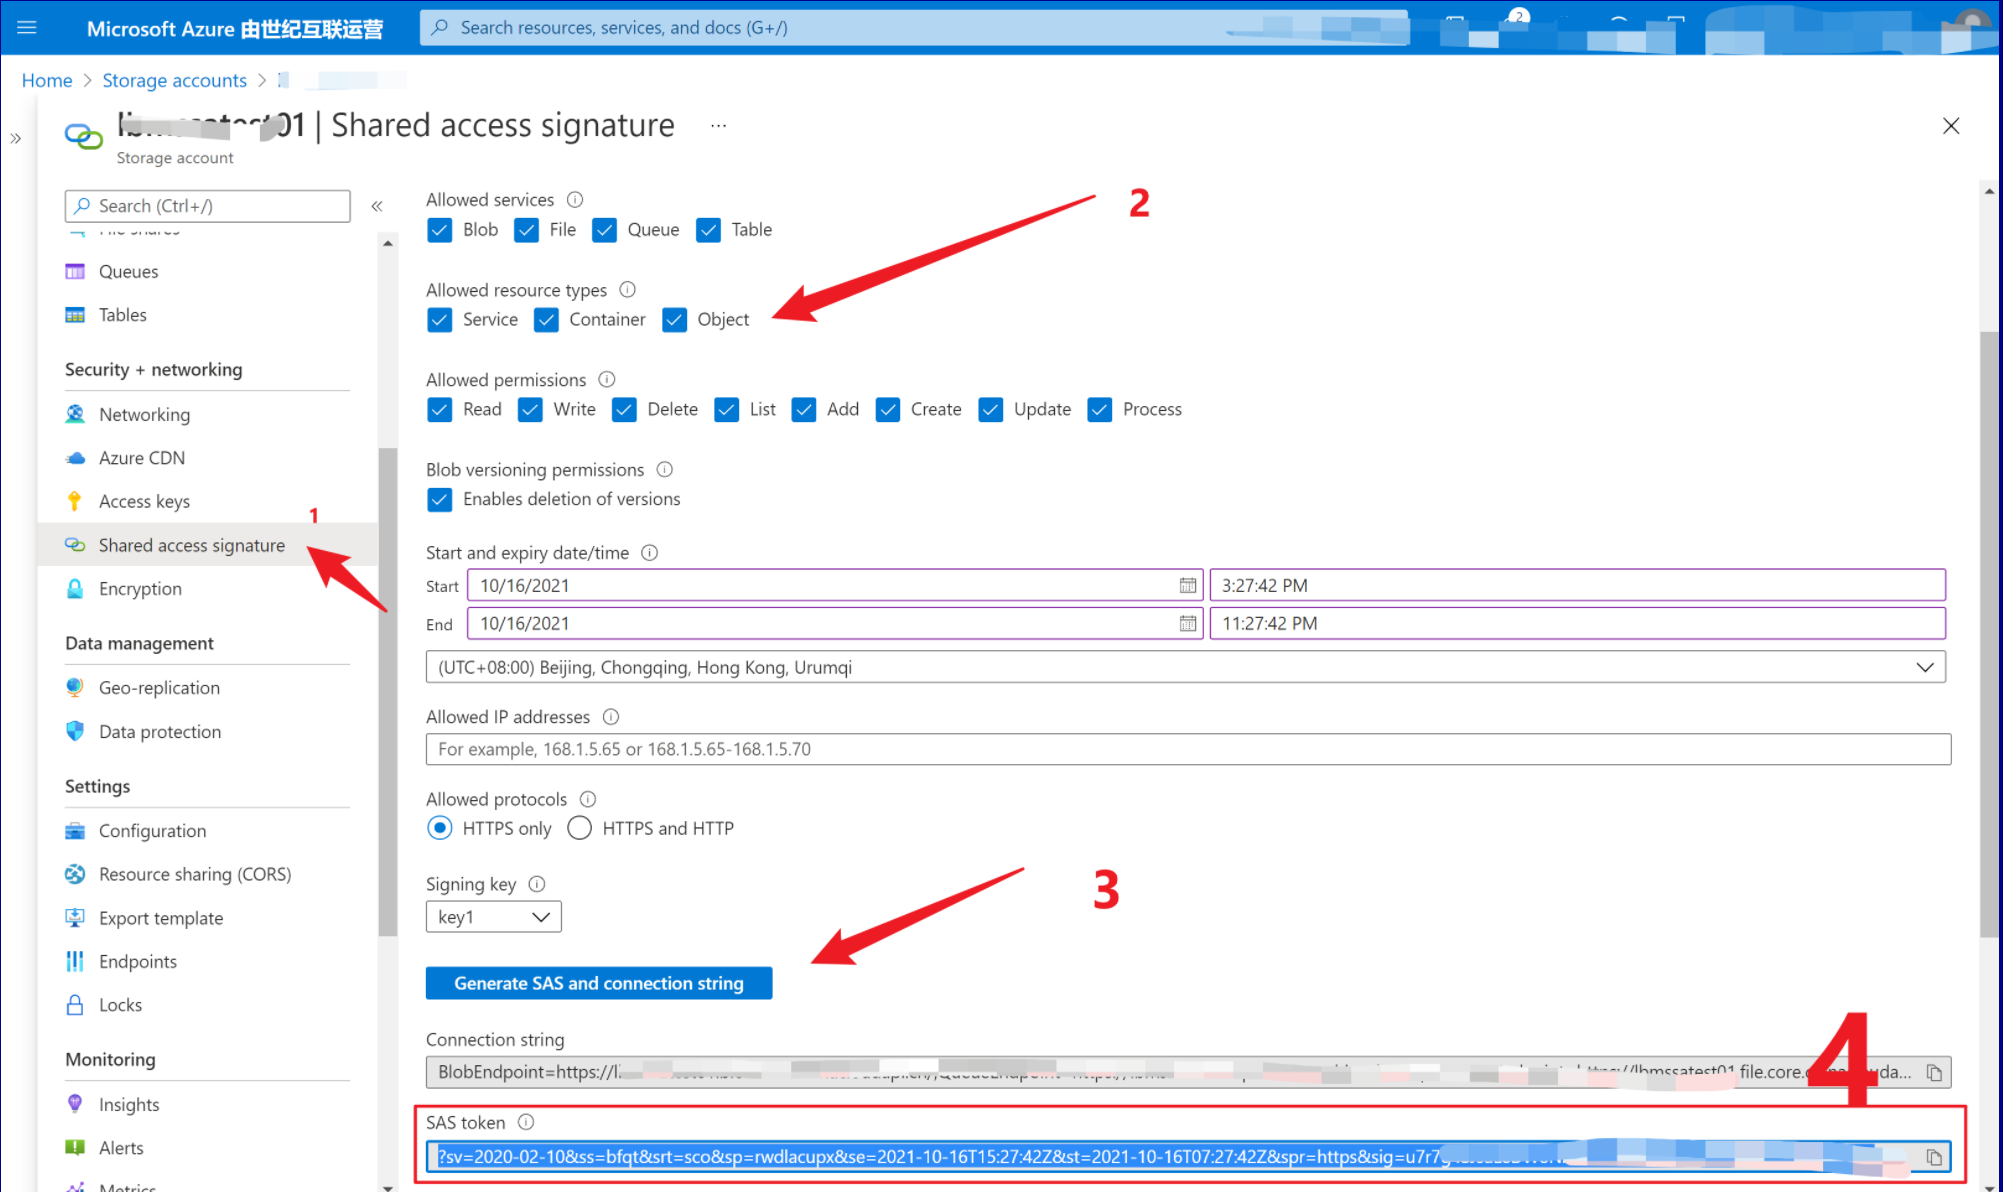 Microsoft Azure 由世纪互联运营
Search resources, services, and docs (G+/)
2
Home > Storage accounts >
| Shared access signature ...
Storage account
Search (Ctrl+/)
«
»
File shares
Queues
Tables
Security + networking
Networking
Azure CDN
Access keys
1
Shared access signature
Encryption
Data management
Geo-replication
Data protection
Settings
Configuration
Resource sharing (CORS)
Export template
Endpoints
Locks
Monitoring
Insights
Alerts
Metrics
Allowed services
2
Blob File Queue Table
Allowed resource types
Service Container Object
Allowed permissions
Read Write Delete List Add Create Update Process
Blob versioning permissions
Enables deletion of versions
Start and expiry date/time
Start 10/16/2021 3:27:42 PM
End 10/16/2021 11:27:42 PM
(UTC+08:00) Beijing, Chongqing, Hong Kong, Urumqi
Allowed IP addresses
For example, 168.1.5.65 or 168.1.5.65-168.1.5.70
Allowed protocols
HTTPS only HTTPS and HTTP
Signing key
3
key1
Generate SAS and connection string
4
Connection string
BlobEndpoint=https://
SAS token
?sv=2020-02-10&ss=bfqt&srt=sco&sp=rwdlacupx&se=2021-10-16T15:27:42Z&st=2021-10-16T07:27:42Z&spr=https&sig=u7r7